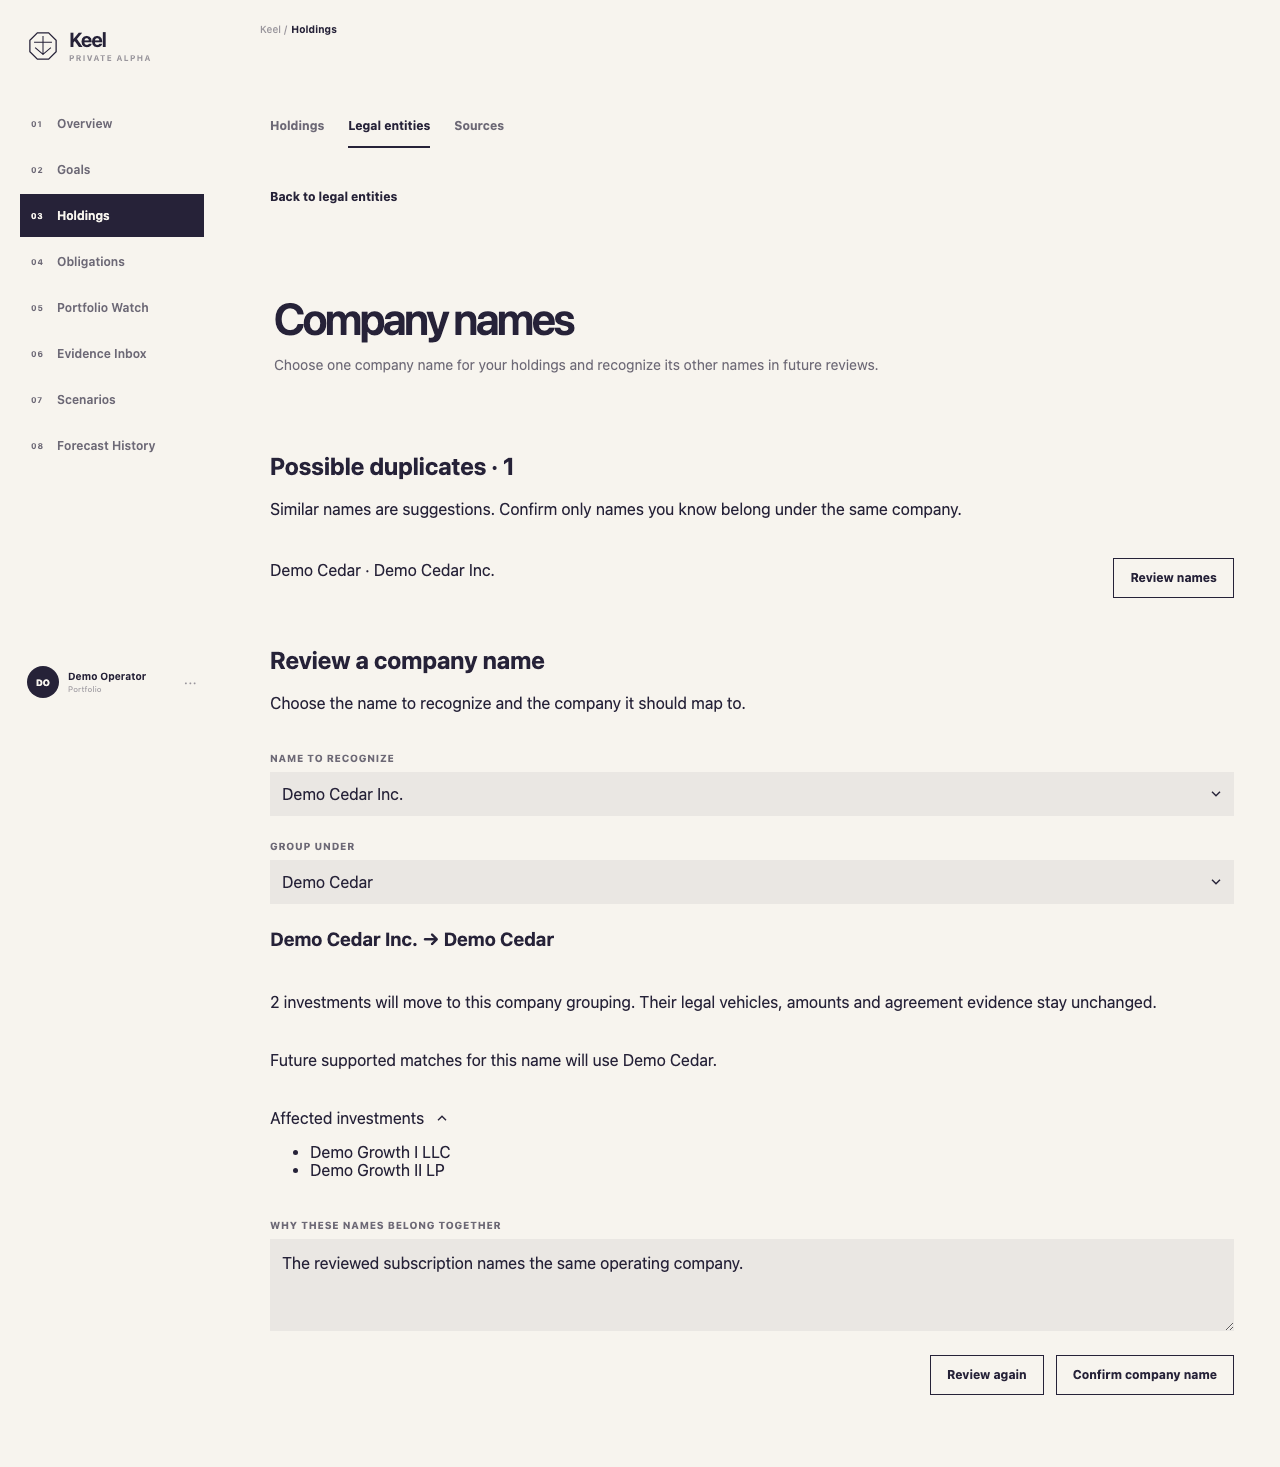 Keel
PRIVATE ALPHA
01 Overview
02 Goals
03 Holdings
04 Obligations
05 Portfolio Watch
06 Evidence Inbox
07 Scenarios
08 Forecast History
DO
Demo Operator
Portfolio
...
Keel / Holdings
Holdings Legal entities Sources
Back to legal entities
Company names
Choose one company name for your holdings and recognize its other names in future reviews.
Possible duplicates · 1
Similar names are suggestions. Confirm only names you know belong under the same company.
Demo Cedar · Demo Cedar Inc.
Review names
Review a company name
Choose the name to recognize and the company it should map to.
NAME TO RECOGNIZE
Demo Cedar Inc.
GROUP UNDER
Demo Cedar
Demo Cedar Inc. → Demo Cedar
2 investments will move to this company grouping. Their legal vehicles, amounts and agreement evidence stay unchanged.
Future supported matches for this name will use Demo Cedar.
Affected investments
• Demo Growth I LLC
• Demo Growth II LP
WHY THESE NAMES BELONG TOGETHER
The reviewed subscription names the same operating company.
Review again Confirm company name